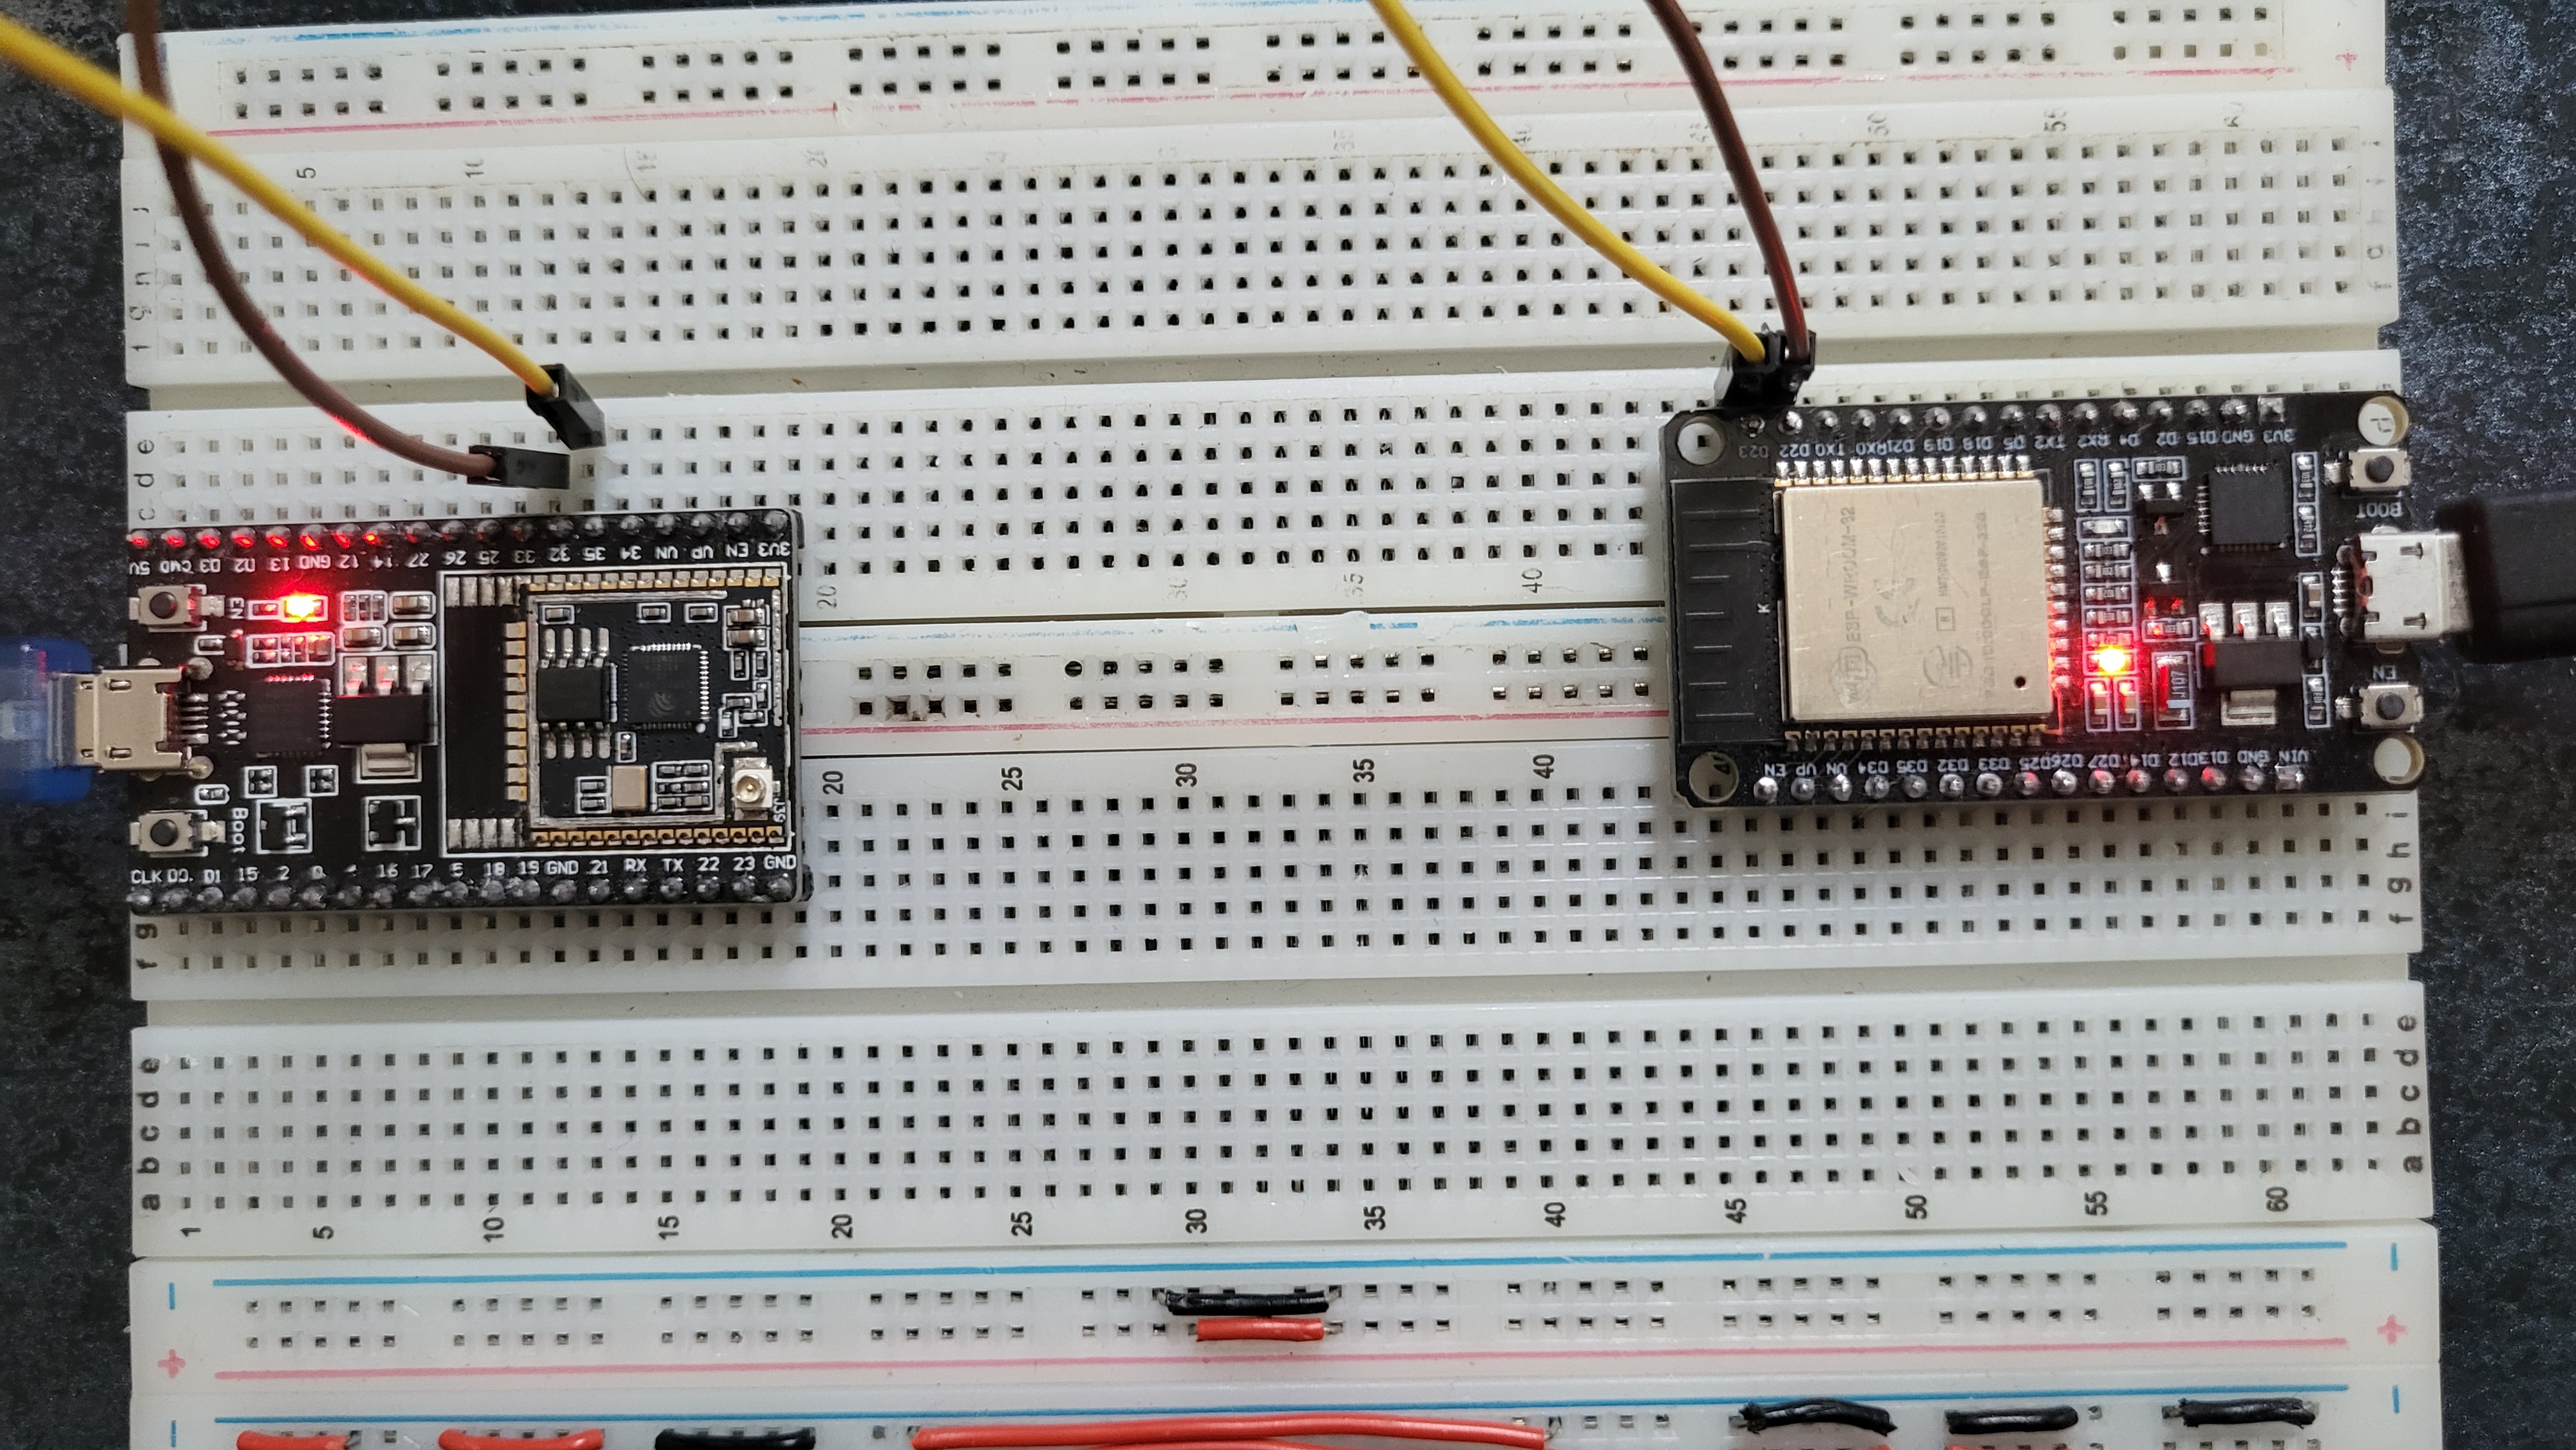 a b c d e
f g
c d e
1
5
10
15
20
25
30
35
40
45
50
55
60
CLK
D0
D1
15
2
0
4
16
17
5
18
19
GND
21
RX
TX
22
23
GND
Boot
EN
5V
CMD
D3
D2
13
GND
12
14
27
26
25
33
32
35
34
VN
VP
EN
3V3
5
20
25
30
35
40
20
40
EN
VP
VN
D34
D35
D32
D33
D25
D26
D27
D14
D12
D13
GND
VIN
K
WiFi ESP-WROOM-32
J107
D23
D22
TX0
RX0
D21
D19
D18
D5
TX2
RX2
D4
D2
D15
GND
3V3
EN
BOOT
a b c d e
f g h i